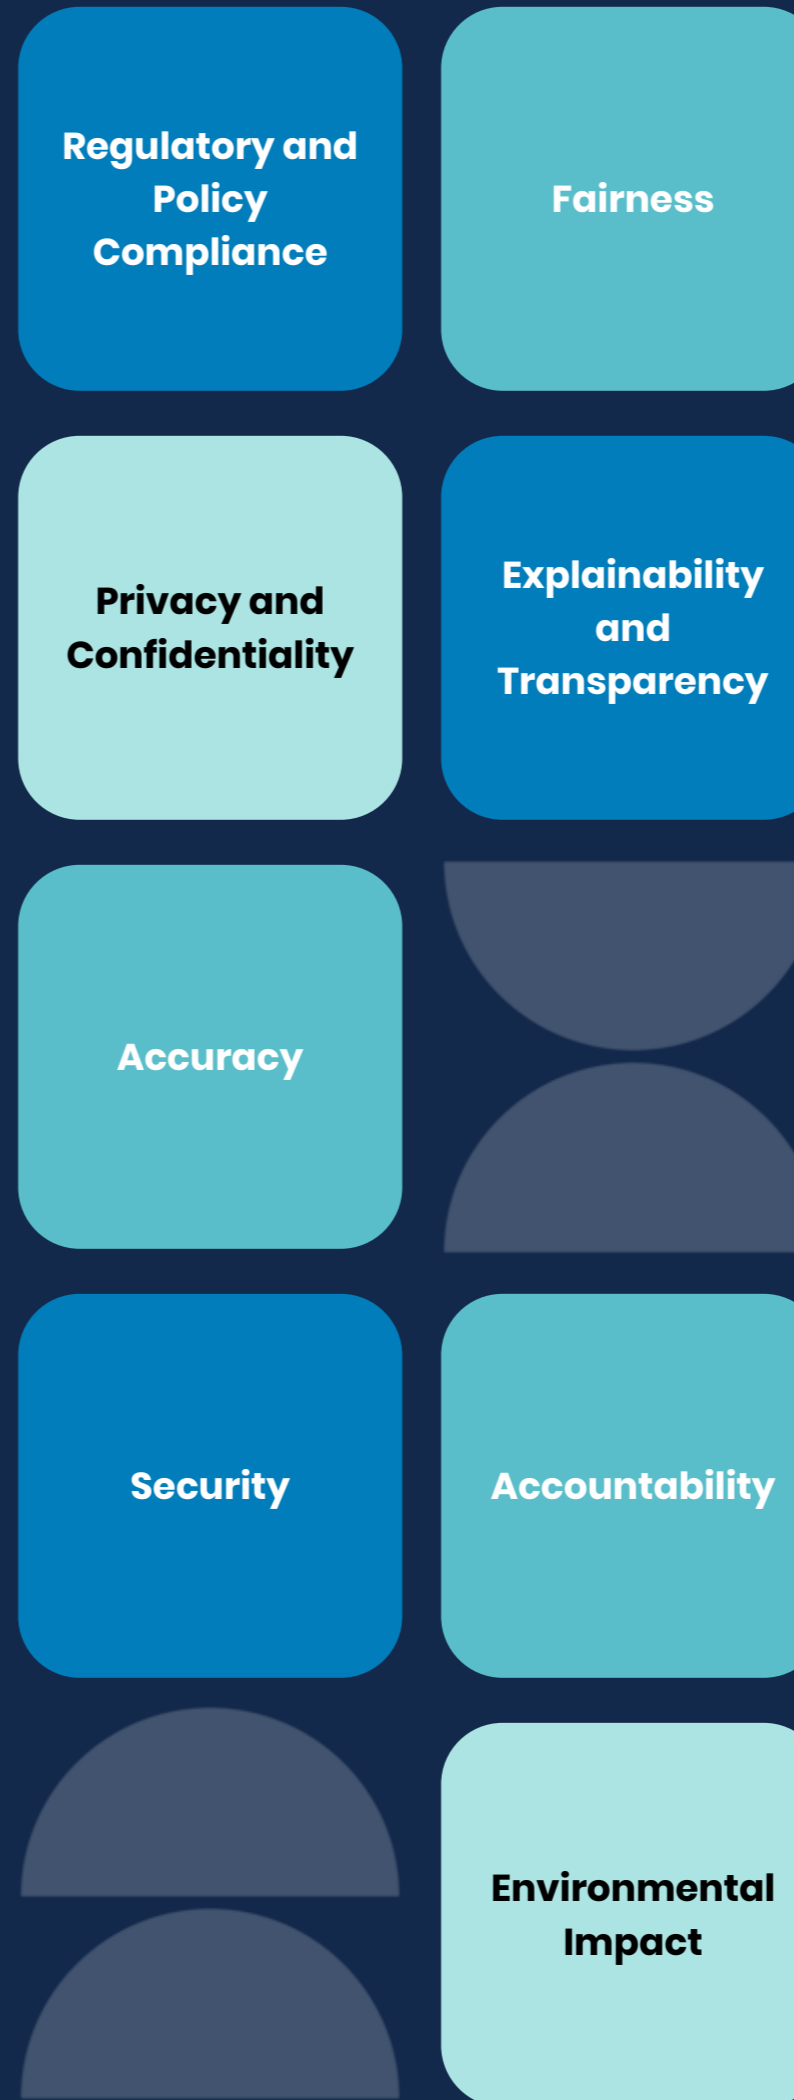 Regulatory and
Policy
Compliance
Fairness
Privacy and
Confidentiality
Explainability
and
Transparency
Accuracy
Security
Accountability
Environmental
Impact